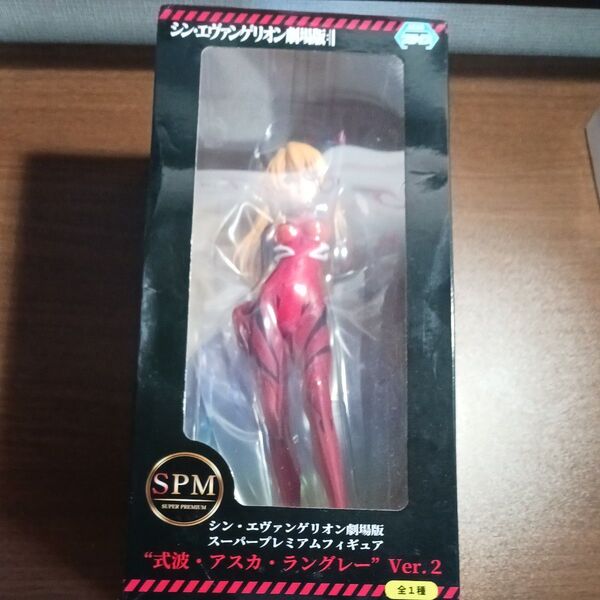 シン・エヴァンゲリオン劇場版:||
SPM
SUPER PREMIUM
シン・エヴァンゲリオン劇場版
スーパープレミアムフィギュア
“式波・アスカ・ラングレー” Ver.2
全1種